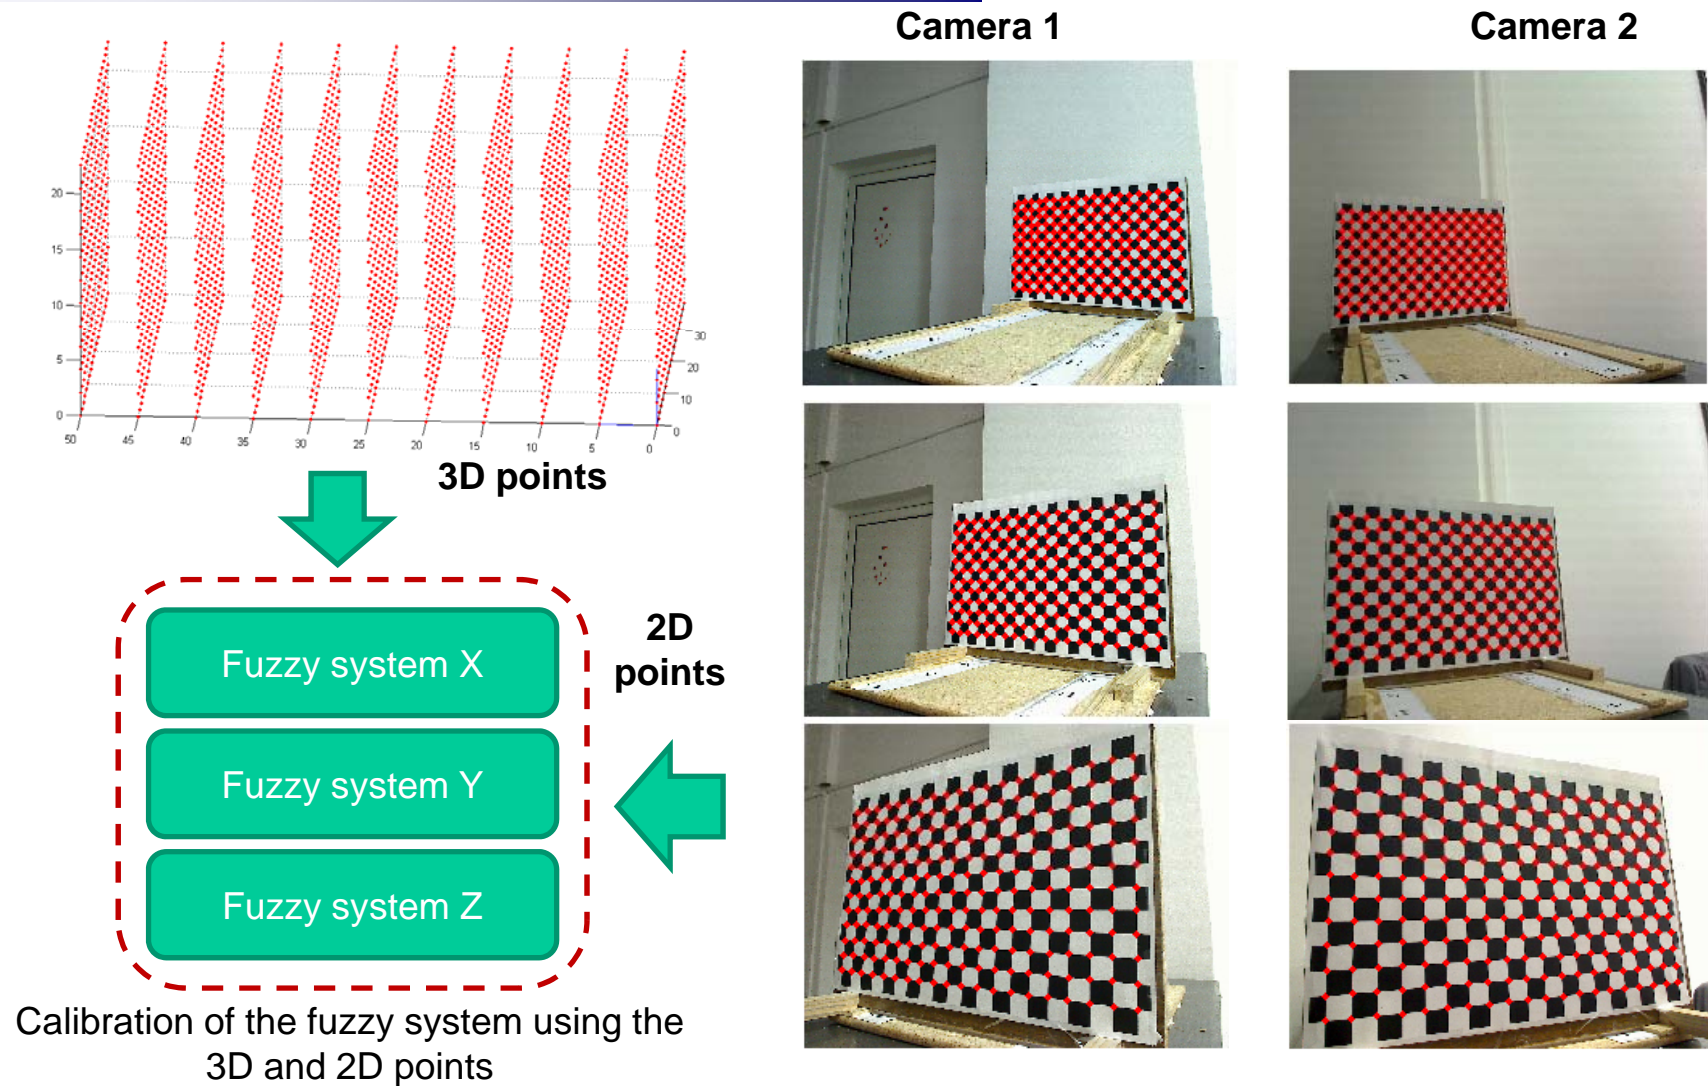 Camera 1
Camera 2
20
15
10
5
0
50
45
40
35
30
25
20
15
10
5
0
30
20
10
0
3D points
2D
points
Fuzzy system X
Fuzzy system Y
Fuzzy system Z
Calibration of the fuzzy system using the
3D and 2D points